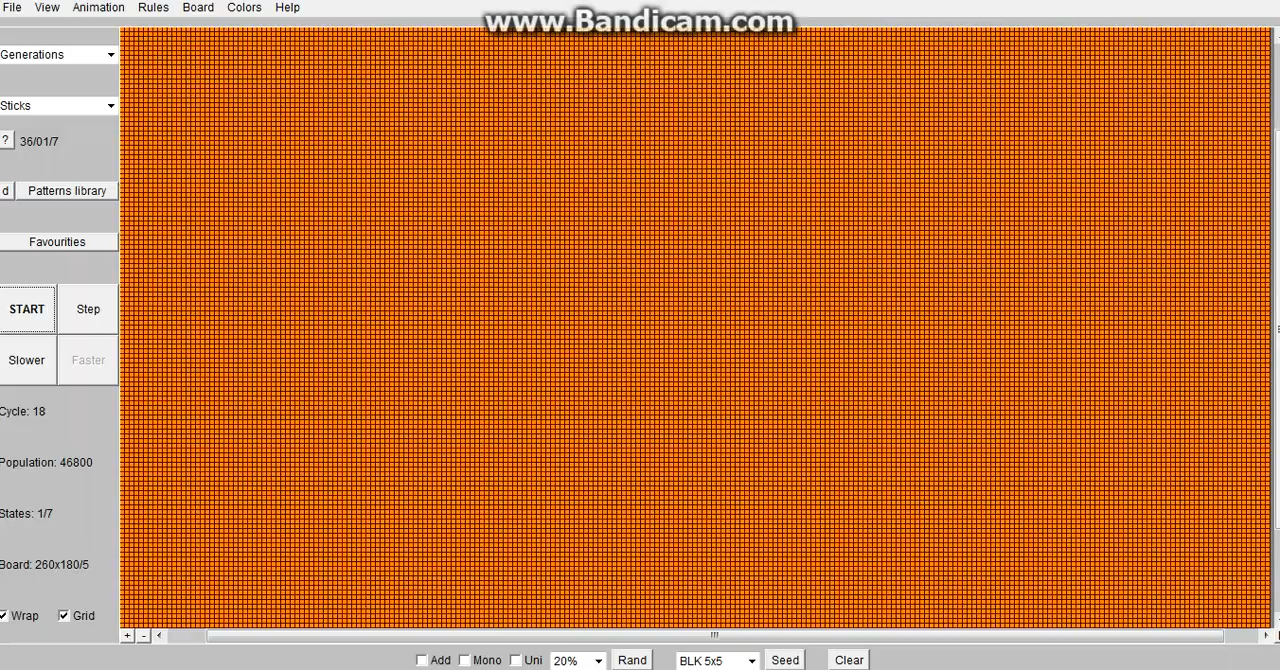 File View Animation Rules Board Colors Help
www.Bandicam.com
Generations
Sticks
? 36/01/7
d Patterns library
Favourities
START Step
Slower Faster
Cycle: 18
Population: 46800
States: 1/7
Board: 260x180/5
Wrap Grid
+ -
Add Mono Uni 20% Rand BLK 5x5 Seed Clear